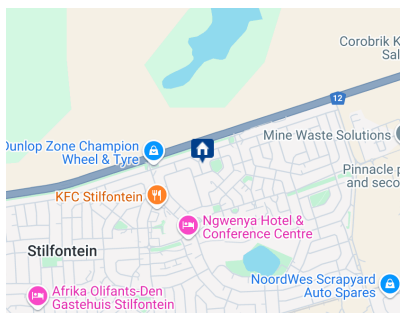 Corobrik K
Sal
12
Mine Waste Solutions
Dunlop Zone Champion
Wheel & Tyre
Pinnacle p
and seco
KFC Stilfontein
Ngwenya Hotel &
Conference Centre
Stilfontein
NoordWes Scrapyard
Auto Spares
Afrika Olifants-Den
Gastehuis Stilfontein